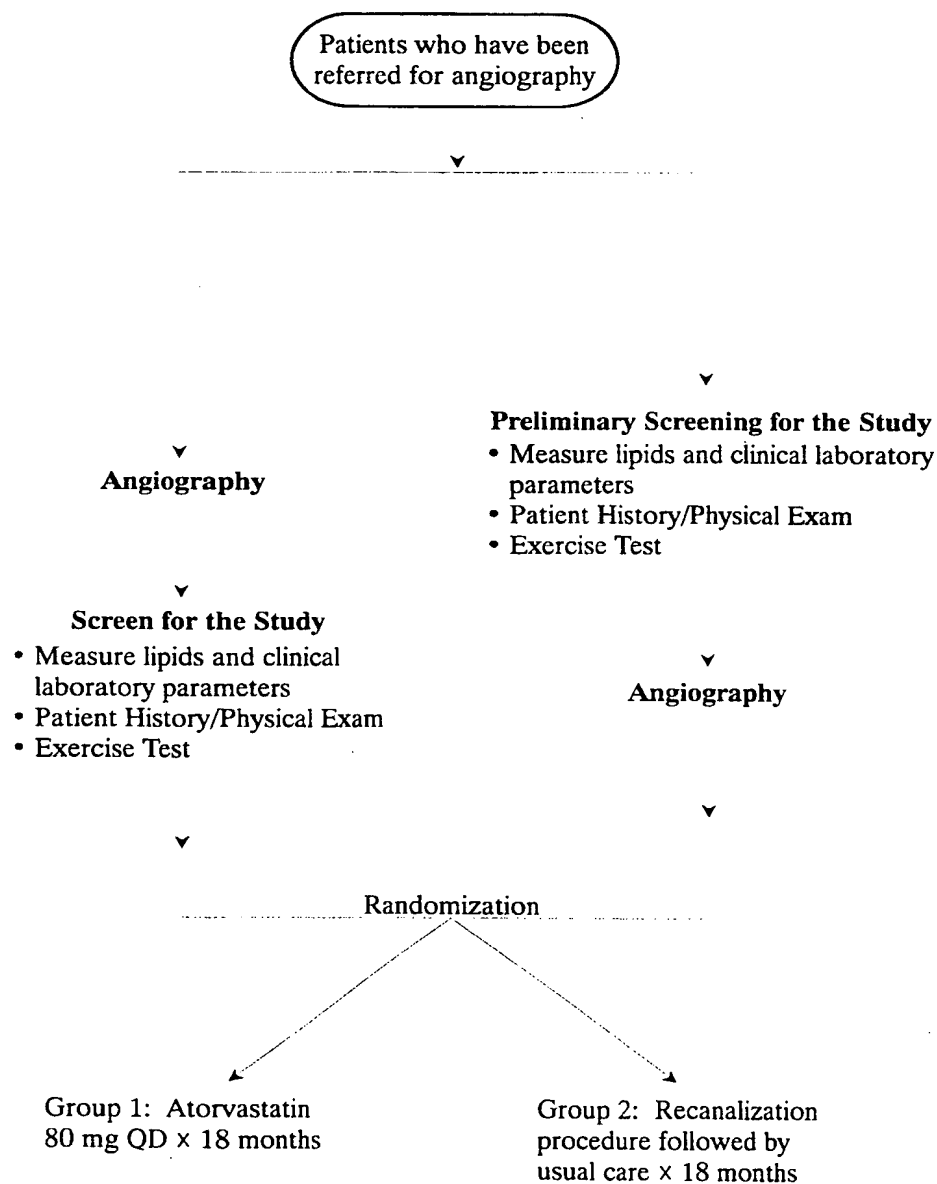 Patients who have been
referred for angiography
Angiography
Screen for the Study
• Measure lipids and clinical
laboratory parameters
• Patient History/Physical Exam
• Exercise Test
Preliminary Screening for the Study
• Measure lipids and clinical laboratory
parameters
• Patient History/Physical Exam
• Exercise Test
Angiography
Randomization
Group 1: Atorvastatin
80 mg QD × 18 months
Group 2: Recanalization
procedure followed by
usual care × 18 months